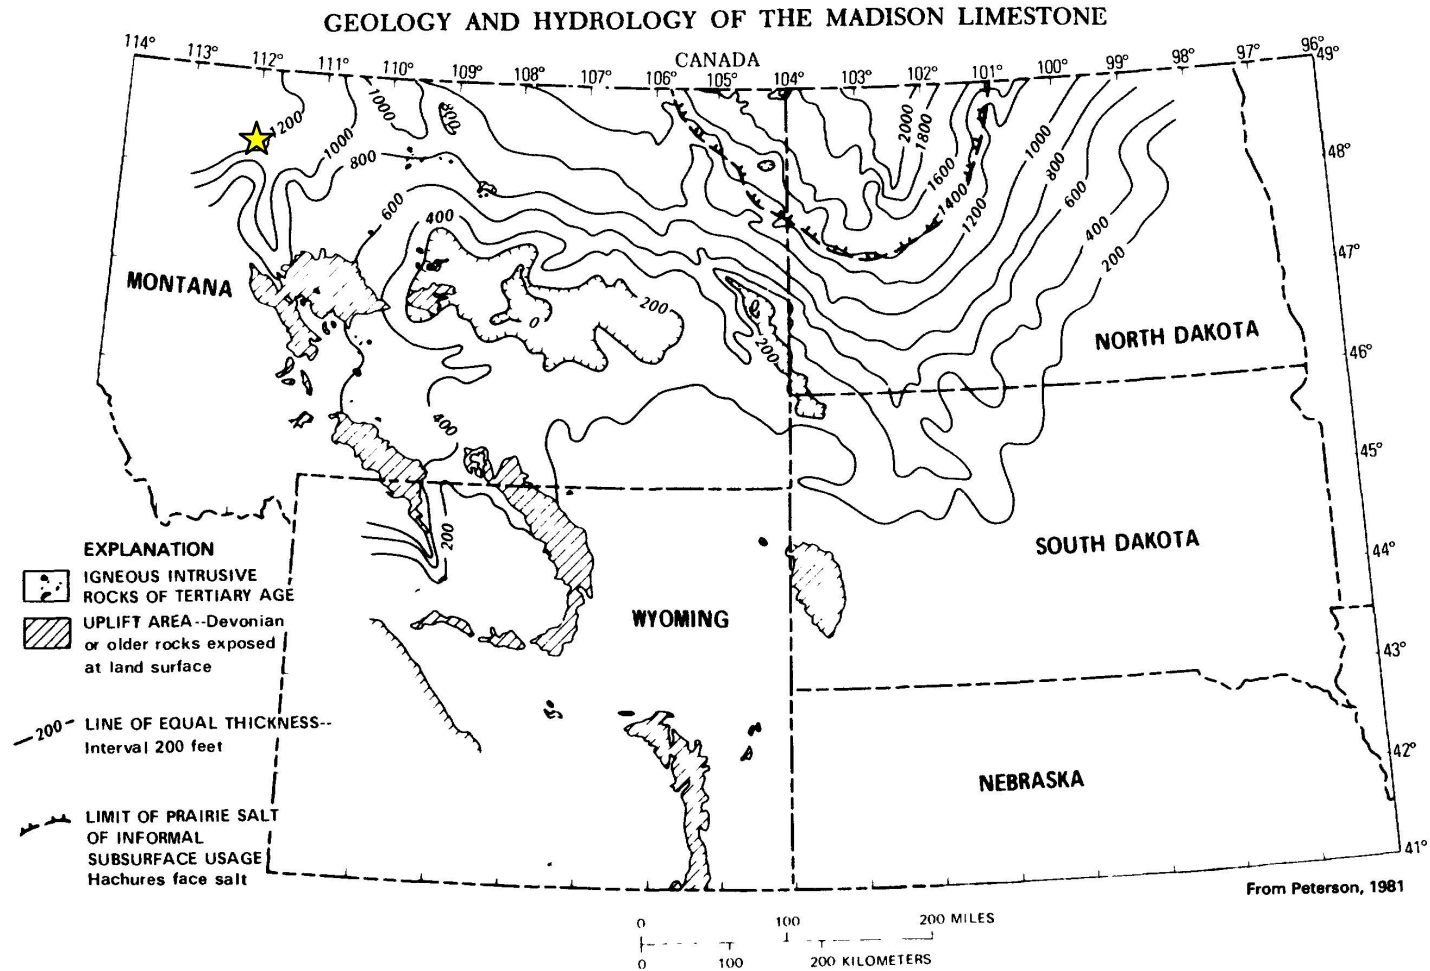 GEOLOGY AND HYDROLOGY OF THE MADISON LIMESTONE
CANADA
114° 113° 112° 111° 110° 109° 108° 107° 106° 105° 104° 103° 102° 101° 100° 99° 98° 97° 96°
49°
48°
47°
46°
45°
44°
43°
42°
41°
1200
1000
1000
800
800
600
400
200
0
200
400
200
2000
1800
1600
1400
1200
1000
800
600
400
200
MONTANA
NORTH DAKOTA
SOUTH DAKOTA
WYOMING
NEBRASKA
EXPLANATION
IGNEOUS INTRUSIVE
ROCKS OF TERTIARY AGE
UPLIFT AREA--Devonian
or older rocks exposed
at land surface
200
LINE OF EQUAL THICKNESS--
Interval 200 feet
LIMIT OF PRAIRIE SALT
OF INFORMAL
SUBSURFACE USAGE
Hachures face salt
From Peterson, 1981
0 100 200 MILES
0 100 200 KILOMETERS